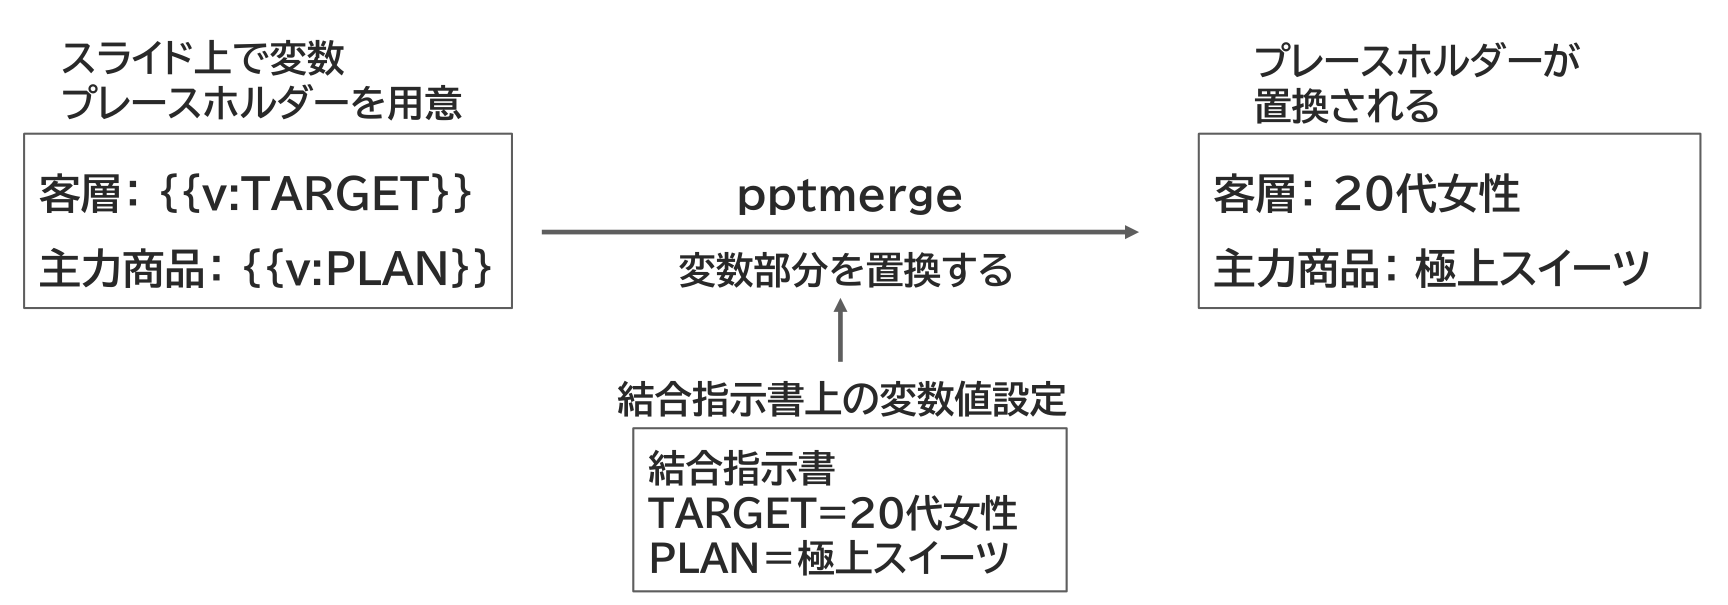 スライド上で変数
プレースホルダーを用意
客層：{{v:TARGET}}
主力商品：{{v:PLAN}}
pptmerge
変数部分を置換する
結合指示書上の変数値設定
結合指示書
TARGET＝20代女性
PLAN＝極上スイーツ
プレースホルダーが
置換される
客層：20代女性
主力商品：極上スイーツ